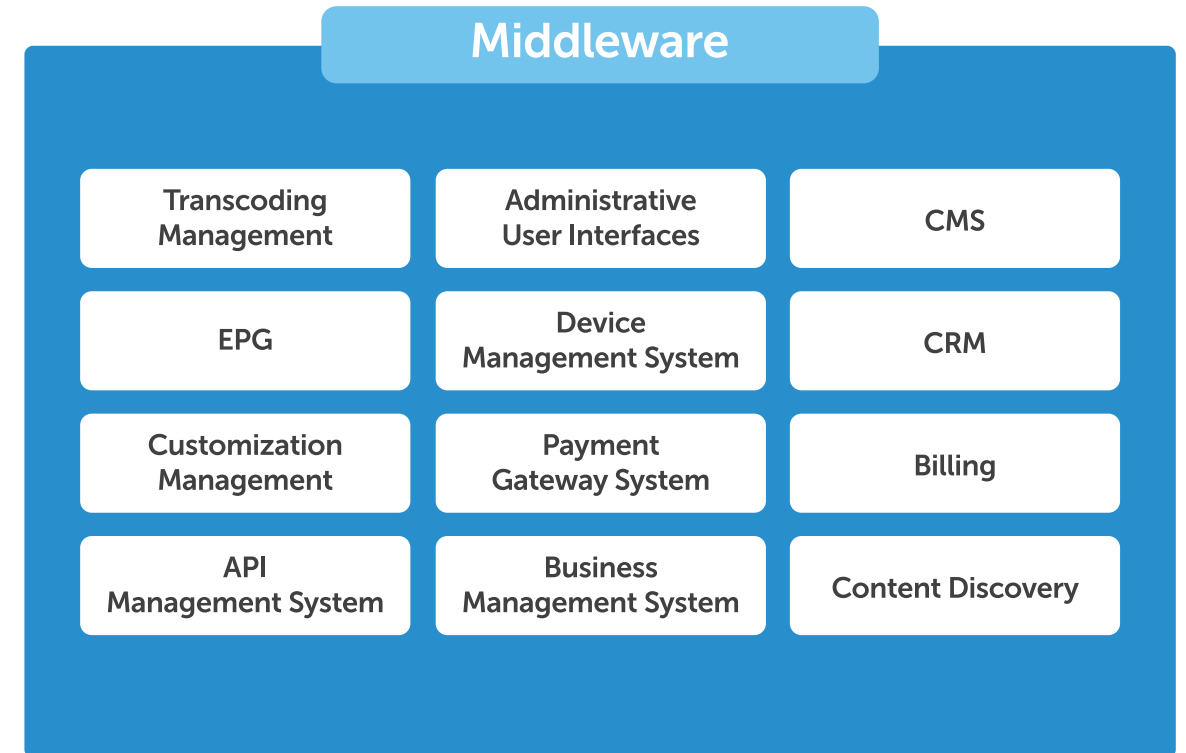 Middleware
Transcoding
Management
Administrative
User Interfaces
CMS
EPG
Device
Management System
CRM
Customization
Management
Payment
Gateway System
Billing
API
Management System
Business
Management System
Content Discovery